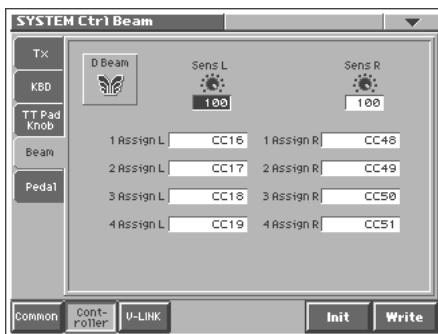 SYSTEM Ctrl Beam
Tx
KBD
TT Pad
Knob
Beam
Pedal
D Beam
Sens L
100
Sens R
100
1 Assign L CC16 1 Assign R CC48
2 Assign L CC17 2 Assign R CC49
3 Assign L CC18 3 Assign R CC50
4 Assign L CC19 4 Assign R CC51
Common
Cont-
roller
V-LINK
Init
Write